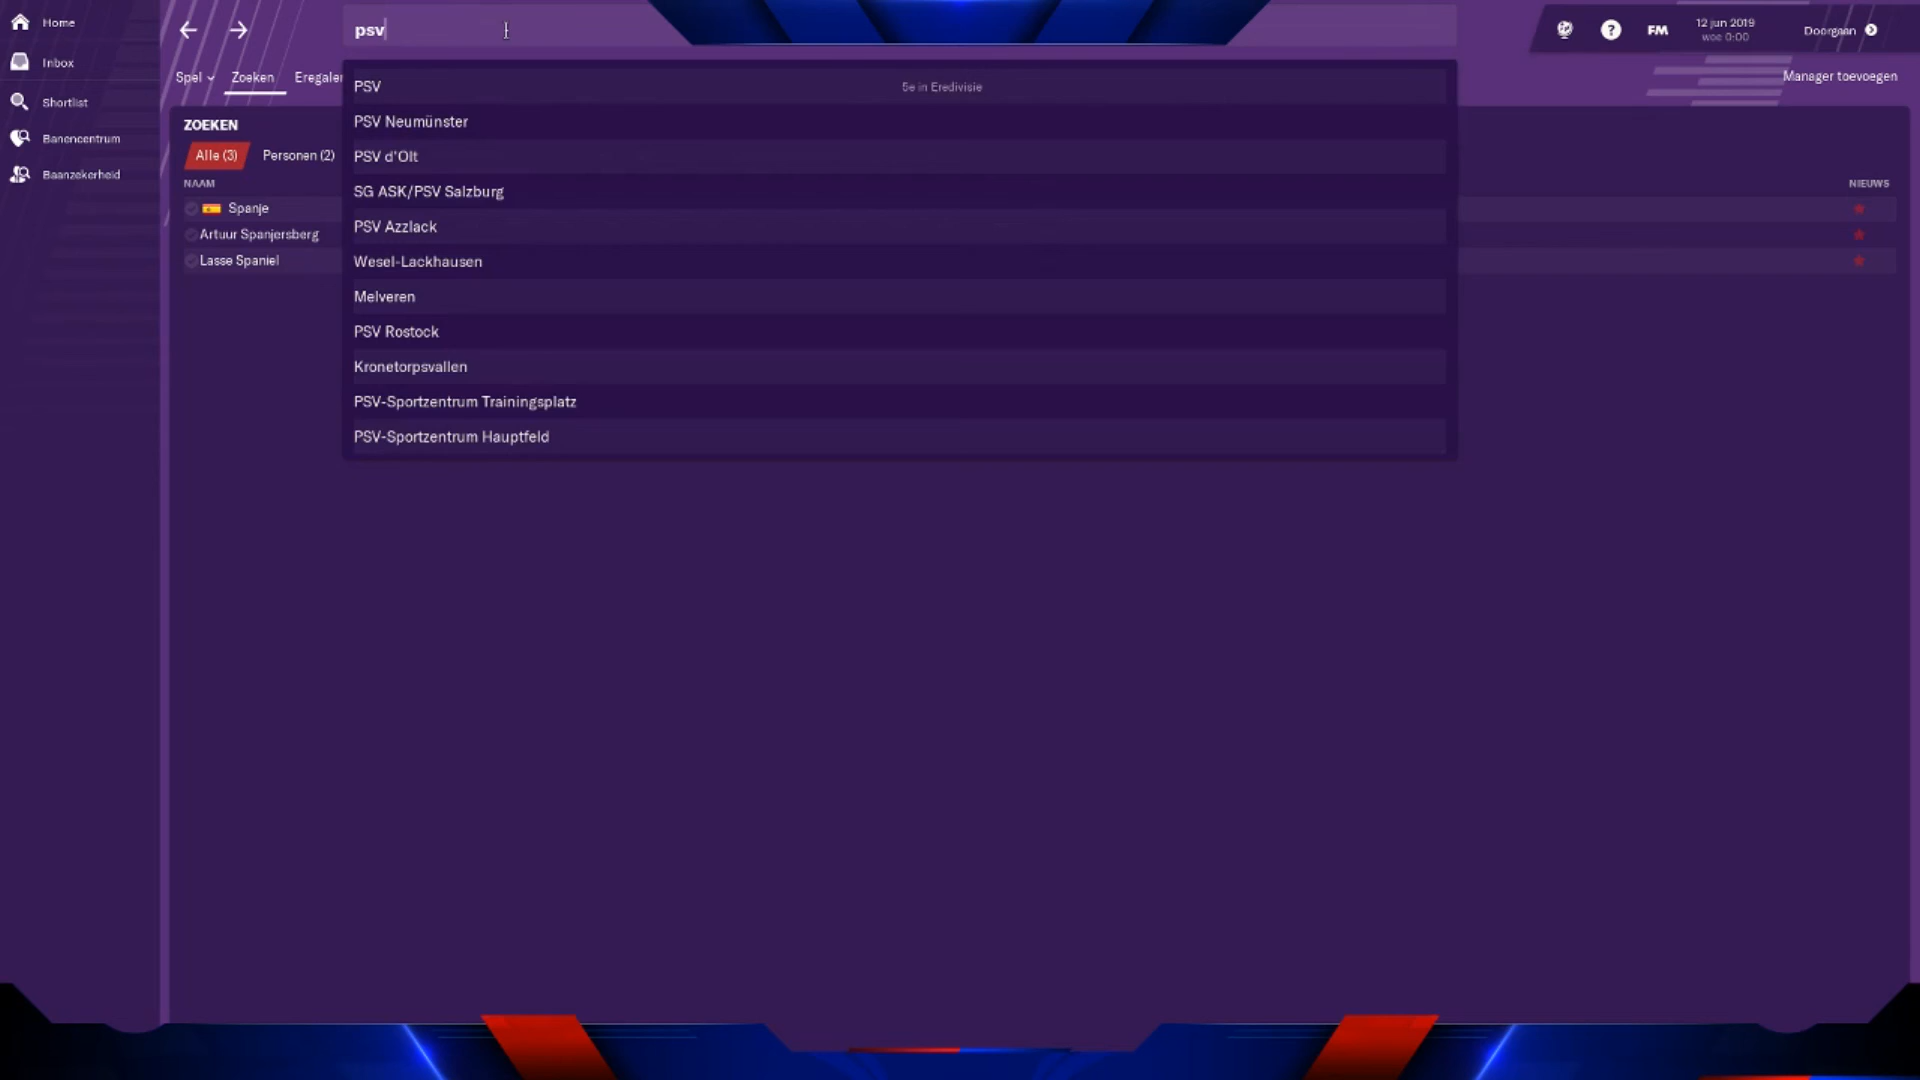 Home
Inbox
Shortlist
Banencentrum
Baanzekerheid
psv
FM
12 jun 2019
woe 0:00
Doorgaan
Spel
Zoeken
Eregaler
Manager toevoegen
PSV
5e in Eredivisie
PSV Neumünster
PSV d'Olt
SG ASK/PSV Salzburg
PSV Azzlack
Wesel-Lackhausen
Melveren
PSV Rostock
Kronetorpsvallen
PSV-Sportzentrum Trainingsplatz
PSV-Sportzentrum Hauptfeld
ZOEKEN
Alle (3)
Personen (2)
NAAM
NIEUWS
Spanje
Artuur Spanjersberg
Lasse Spaniel